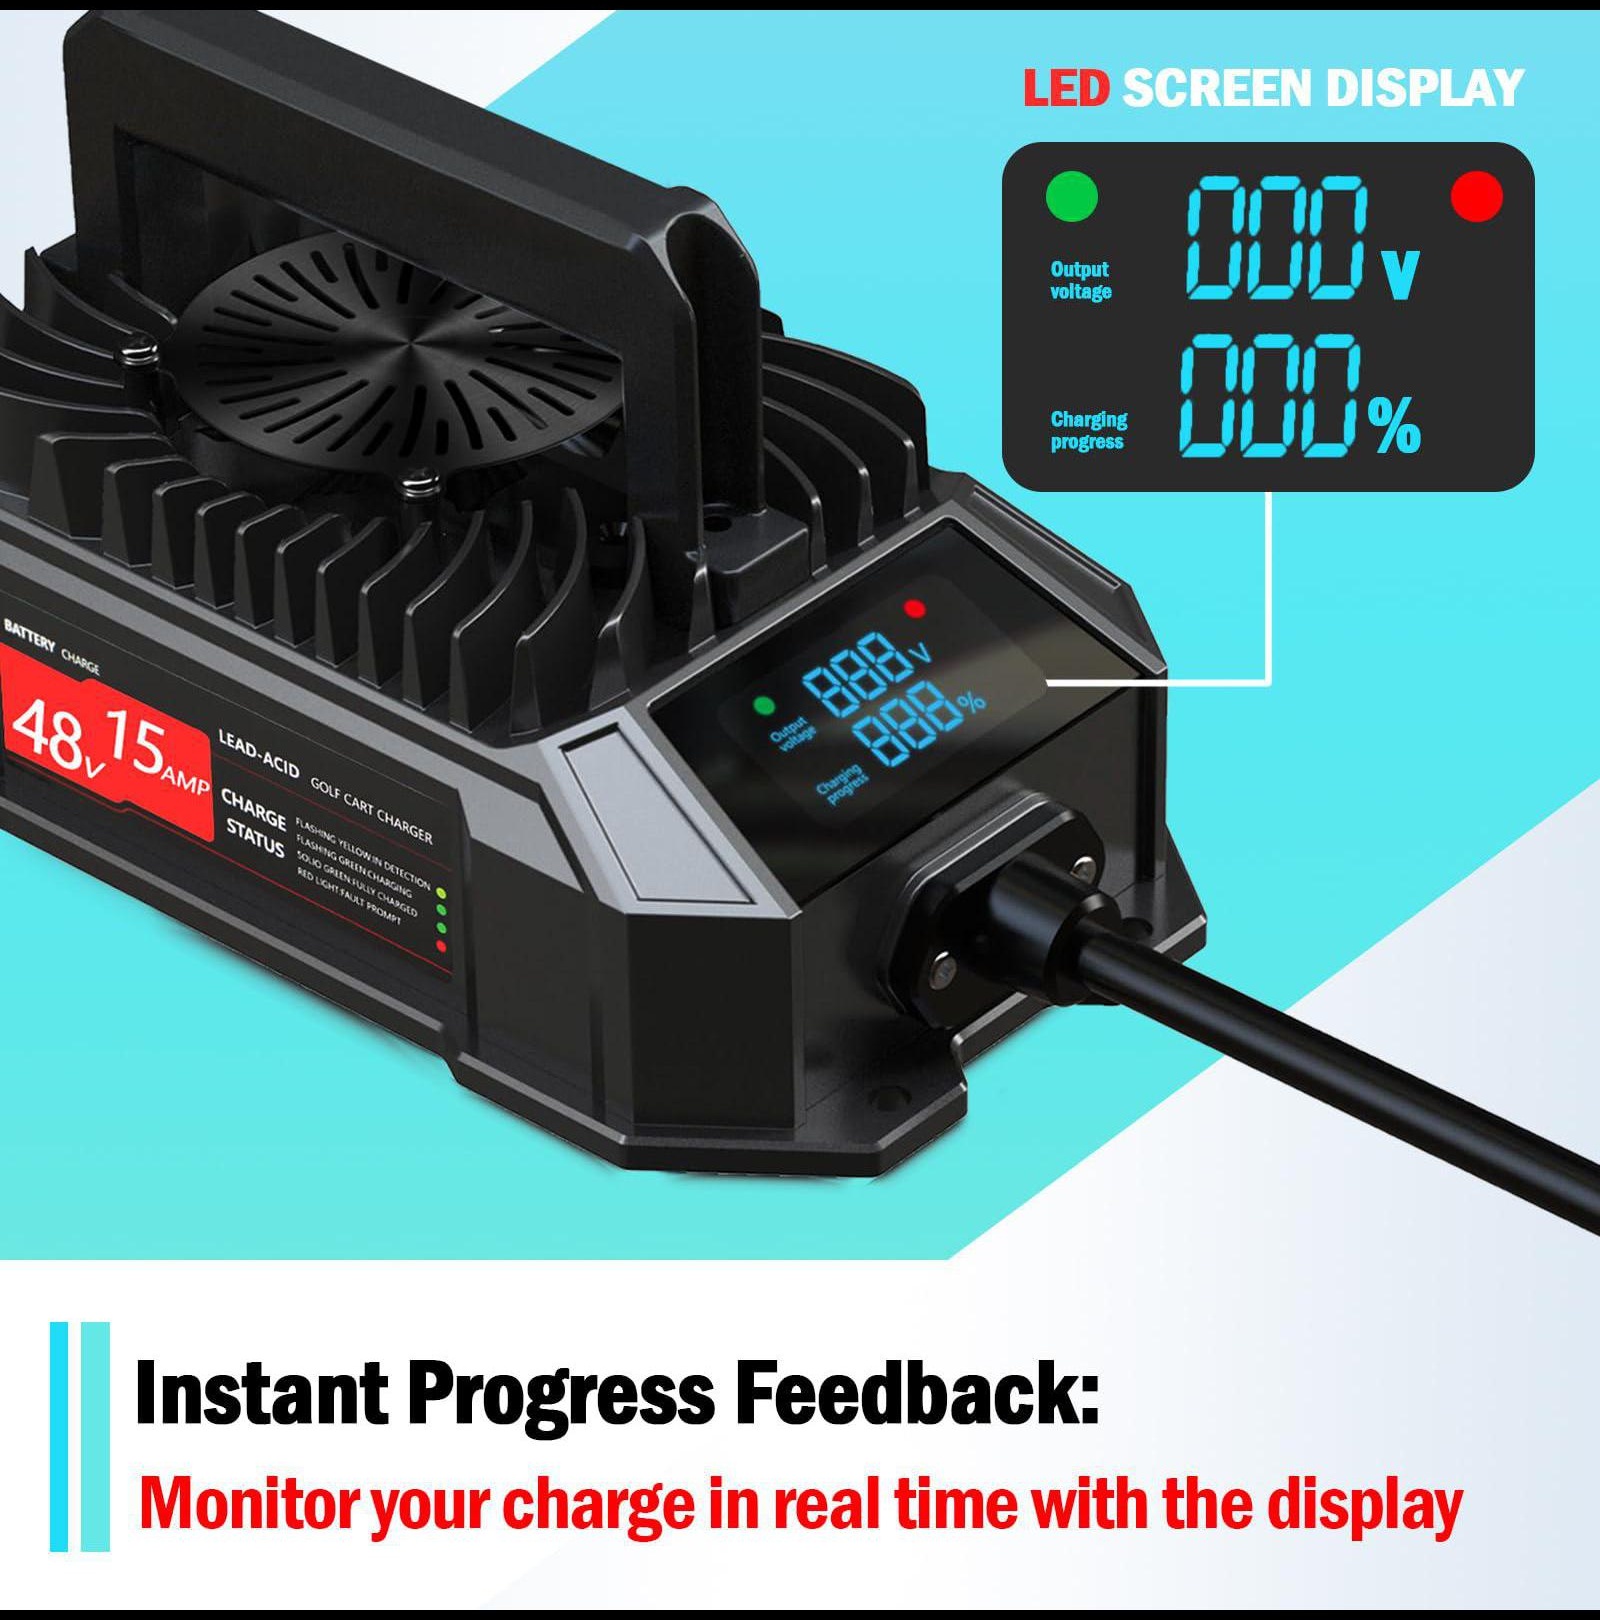 LED SCREEN DISPLAY
000 V
Output
voltage
000 %
Charging
progress
888 V
Output
voltage
888 %
Charging
progress
BATTERY CHARGE
48V 15AMP
LEAD-ACID GOLF CART CHARGER
CHARGE
STATUS
FLASHING YELLOW:IN DETECTION
FLASHING GREEN:CHARGING
SOLID GREEN:FULLY CHARGED
RED LIGHT:FAULT PROMPT
Instant Progress Feedback:
Monitor your charge in real time with the display